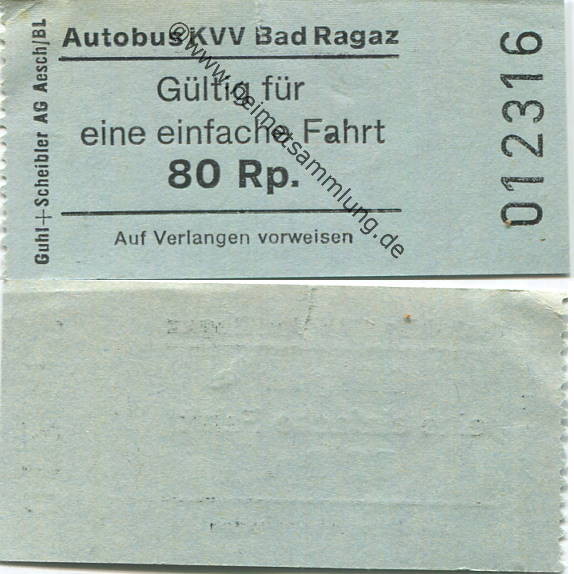 Autobus KVV Bad Ragaz
Gültig für
eine einfache Fahrt
80 Rp.
Auf Verlangen vorweisen
Guhl+Scheibler AG Aesch/BL
012316
©www.geimatsammlung.de